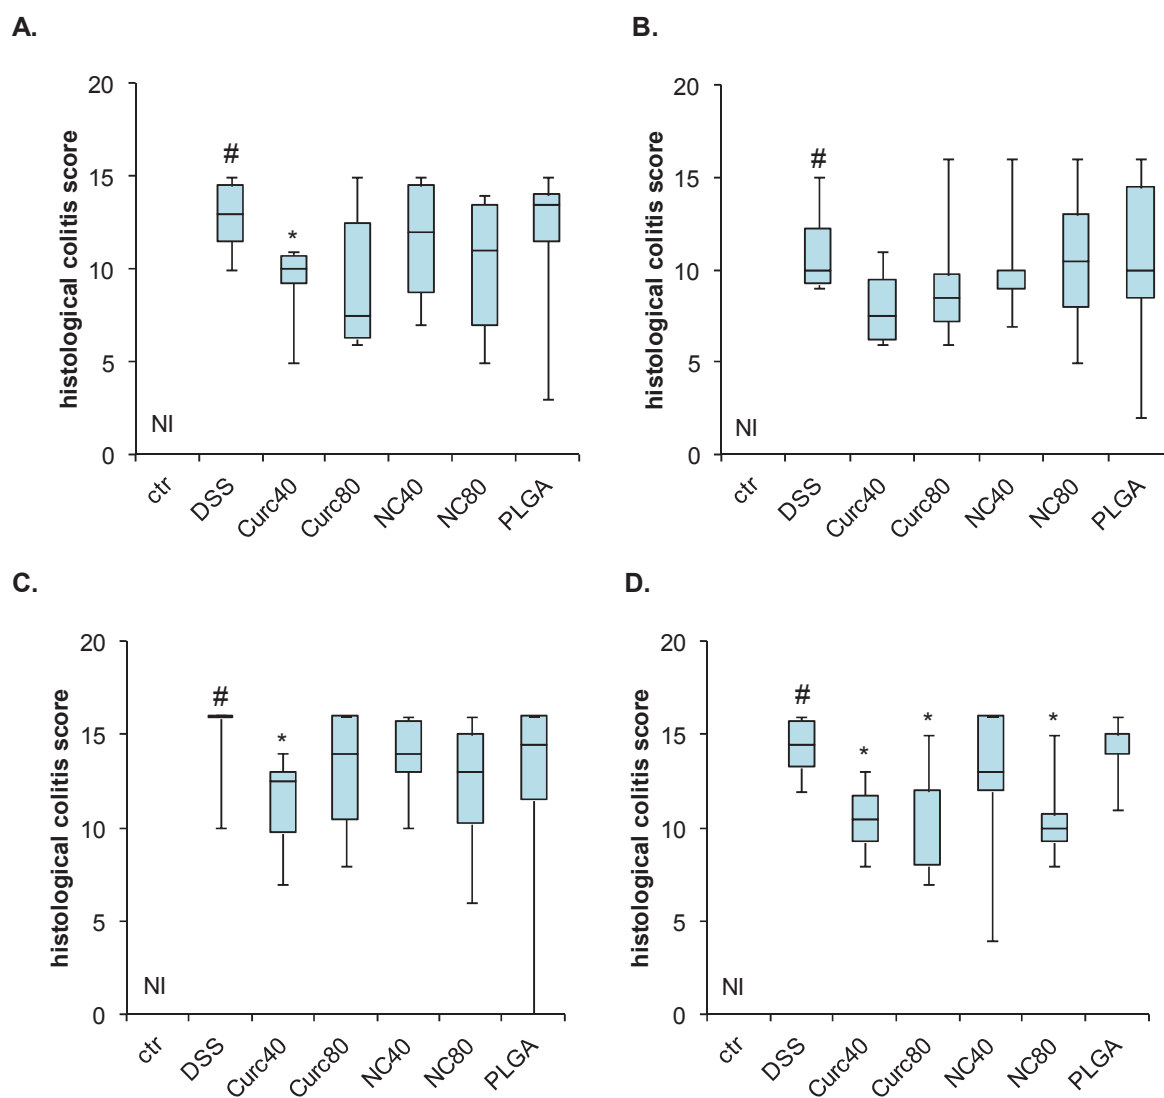 A.
histological colitis score
20
15
10
5
0
#
*
NI
ctr
DSS
Curc40
Curc80
NC40
NC80
PLGA
B.
histological colitis score
20
15
10
5
0
#
NI
ctr
DSS
Curc40
Curc80
NC40
NC80
PLGA
C.
histological colitis score
20
15
10
5
0
#
*
NI
ctr
DSS
Curc40
Curc80
NC40
NC80
PLGA
D.
histological colitis score
20
15
10
5
0
#
*
*
*
NI
ctr
DSS
Curc40
Curc80
NC40
NC80
PLGA